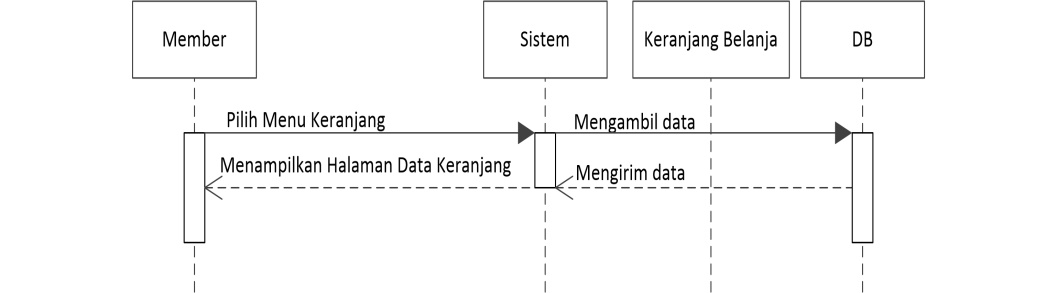 Member
Sistem
Keranjang Belanja
DB
Pilih Menu Keranjang
Mengambil data
Menampilkan Halaman Data Keranjang
Mengirim data